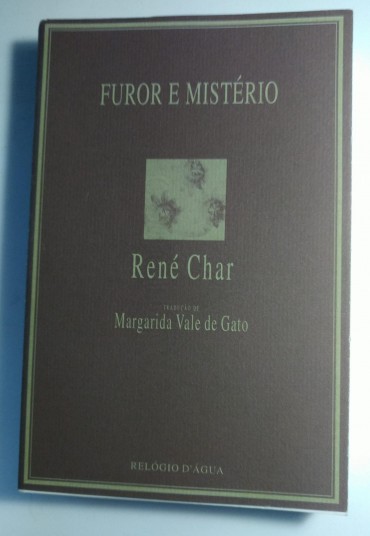 FUROR E MISTÉRIO
René Char
TRADUÇÃO DE
Margarida Vale de Gato
RELÓGIO D'ÁGUA